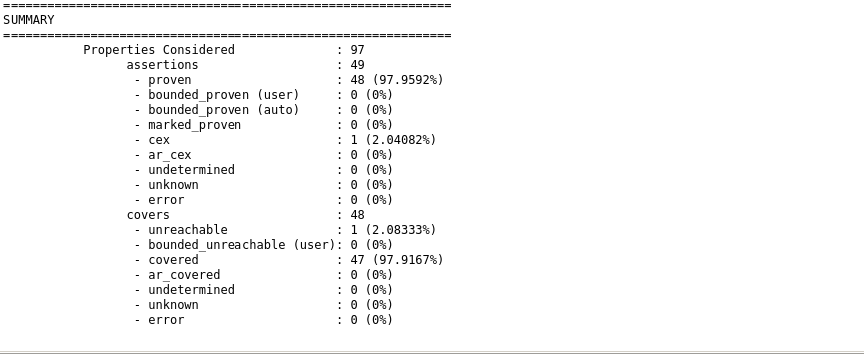 ==============================================================
SUMMARY
==============================================================
           Properties Considered              : 97
                 assertions                   : 49
                  - proven                    : 48 (97.9592%)
                  - bounded_proven (user)     : 0 (0%)
                  - bounded_proven (auto)     : 0 (0%)
                  - marked_proven             : 0 (0%)
                  - cex                       : 1 (2.04082%)
                  - ar_cex                    : 0 (0%)
                  - undetermined              : 0 (0%)
                  - unknown                   : 0 (0%)
                  - error                     : 0 (0%)
                 covers                       : 48
                  - unreachable               : 1 (2.08333%)
                  - bounded_unreachable (user): 0 (0%)
                  - covered                   : 47 (97.9167%)
                  - ar_covered                : 0 (0%)
                  - undetermined              : 0 (0%)
                  - unknown                   : 0 (0%)
                  - error                     : 0 (0%)